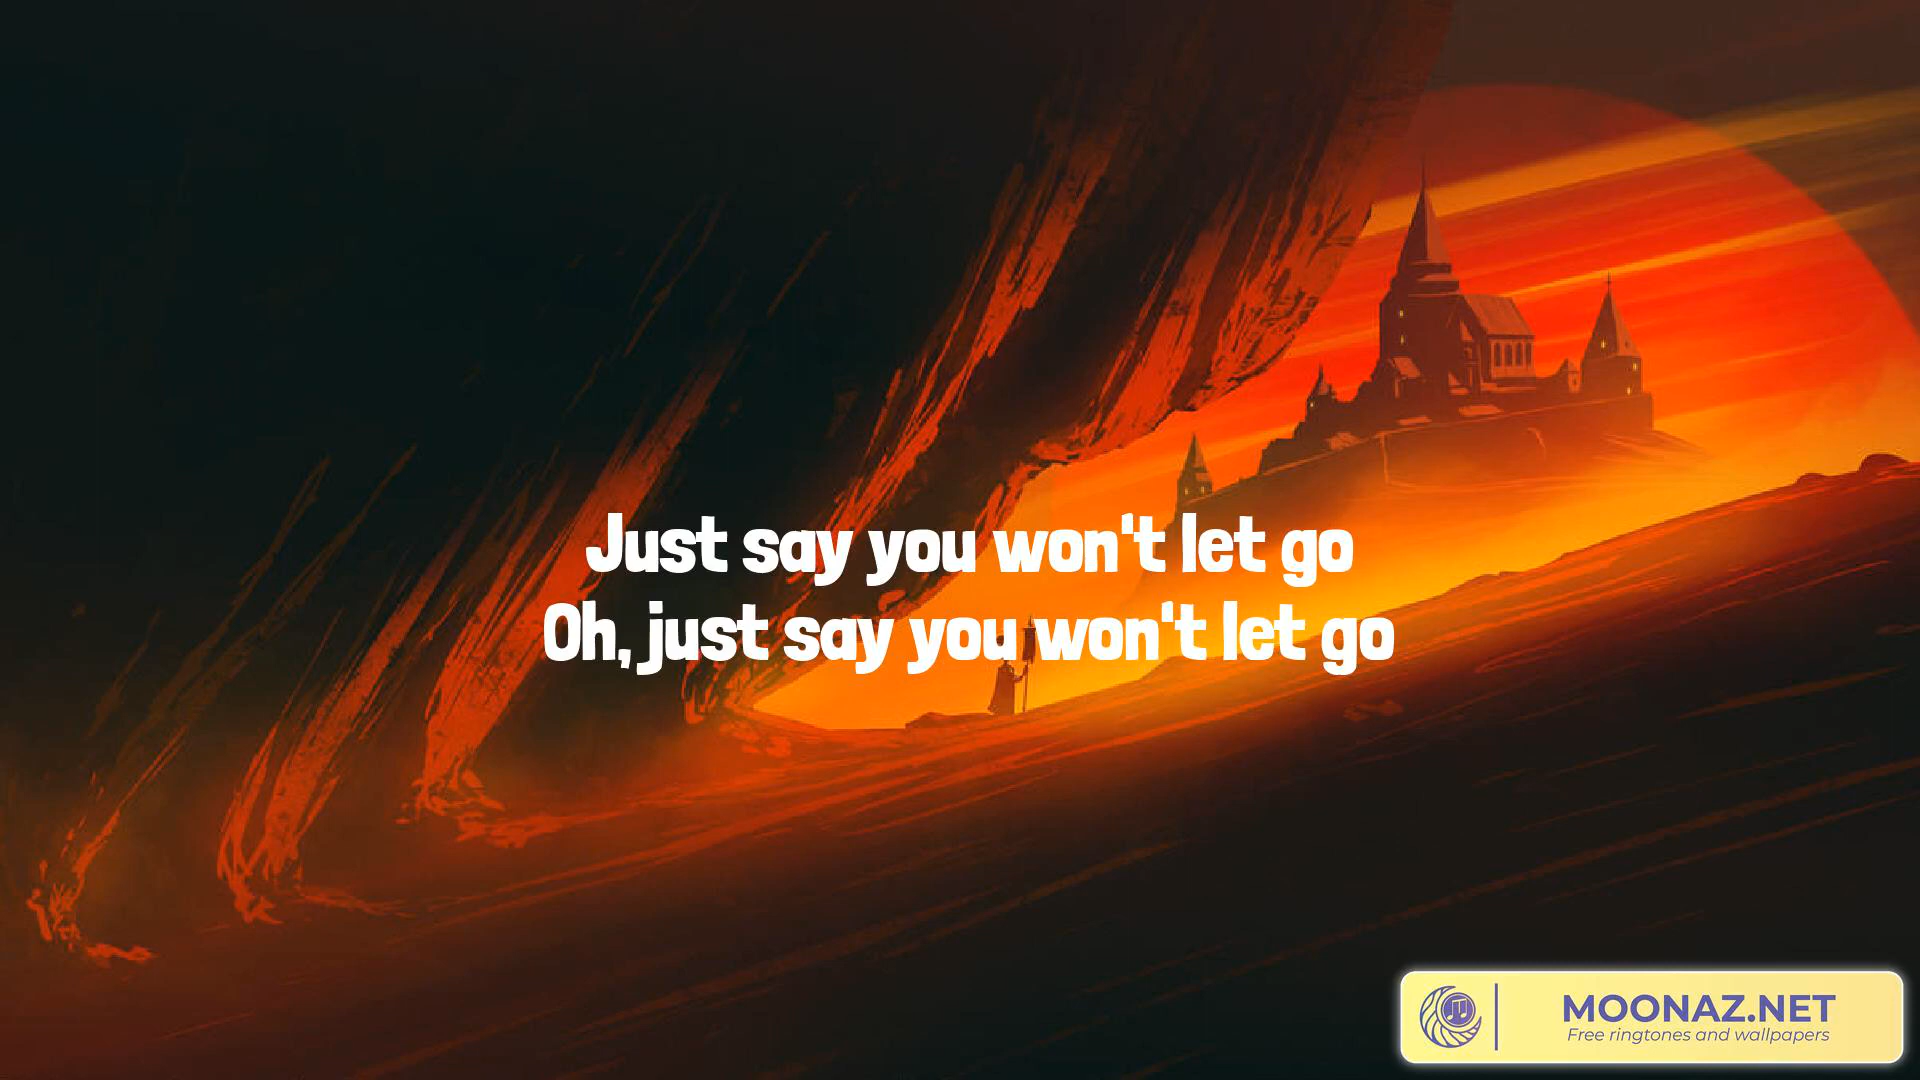 Just say you won't let go
Oh, just say you won't let go
MOONAZ.NET
Free ringtones and wallpapers